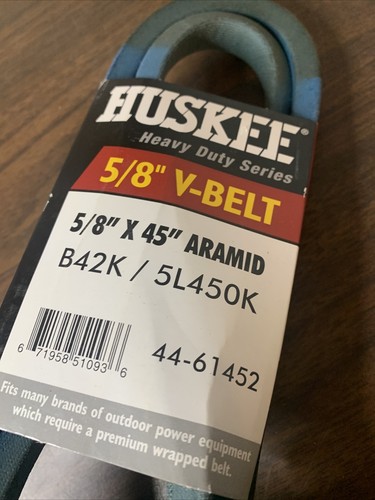 HUSKEE®
Heavy Duty Series
5/8" V-BELT
5/8" X 45" ARAMID
B42K / 5L450K
6 71958 51093 6
44-61452
Fits many brands of outdoor power equipment
which require a premium wrapped belt.